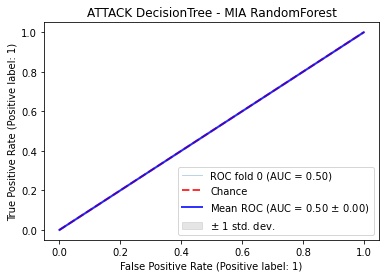 ATTACK DecisionTree - MIA RandomForest
True Positive Rate (Positive label: 1)
1.0
0.8
0.6
0.4
0.2
0.0
ROC fold 0 (AUC = 0.50)
Chance
Mean ROC (AUC = 0.50 ± 0.00)
± 1 std. dev.
0.0 0.2 0.4 0.6 0.8 1.0
False Positive Rate (Positive label: 1)